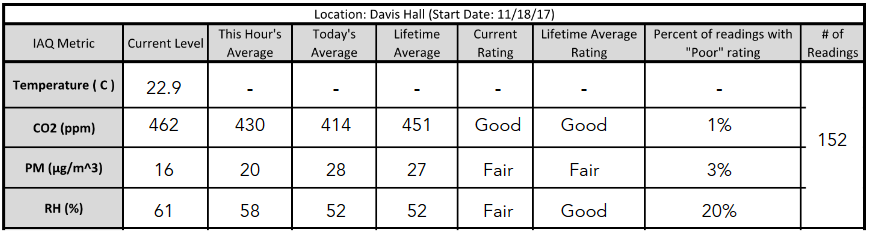 Location: Davis Hall (Start Date: 11/18/17)
IAQ Metric Current Level This Hour's Average Today's Average Lifetime Average Current Rating Lifetime Average Rating Percent of readings with "Poor" rating # of Readings
Temperature ( C ) 22.9 - - - - - -
CO2 (ppm) 462 430 414 451 Good Good 1%
152
PM (µg/m^3) 16 20 28 27 Fair Fair 3%
RH (%) 61 58 52 52 Fair Good 20%